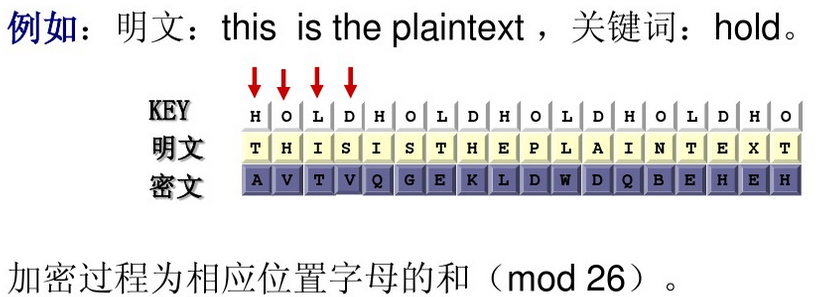 例如：明文：this is the plaintext ，关键词：hold。
KEY H O L D H O L D H O L D H O L D H O
明文 T H I S I S T H E P L A I N T E X T
密文 A V T V Q G E K L D W D Q B E H E H
加密过程为相应位置字母的和（mod 26）。